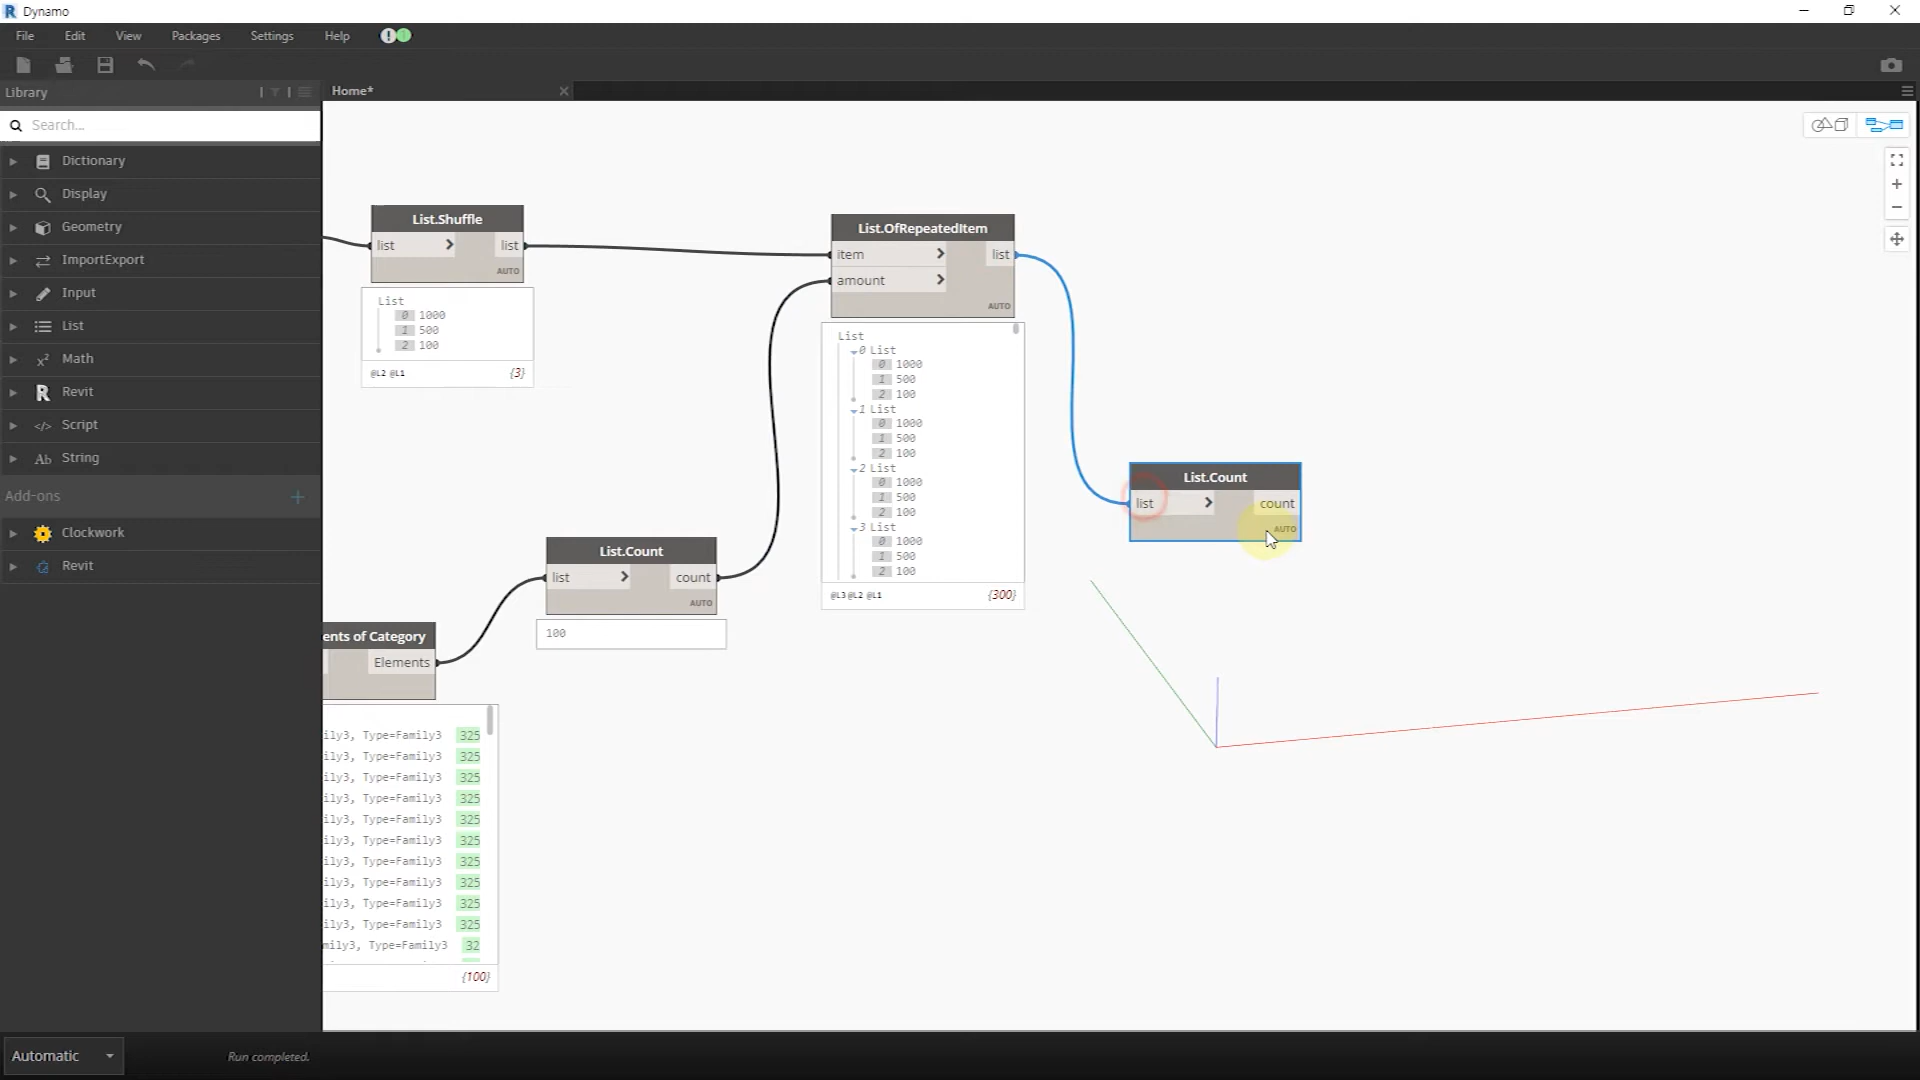 Dynamo
File Edit View Packages Settings Help
Library
Home*
Search...
Dictionary
Display
Geometry
ImportExport
Input
List
Math
Revit
Script
String
Add-ons
Clockwork
Revit
List.Shuffle
list > list
AUTO
List
0 1000
1 500
2 100
@L2 @L1 {3}
List.OfRepeatedItem
item > list
amount >
AUTO
List
0 List
0 1000
1 500
2 100
1 List
0 1000
1 500
2 100
2 List
0 1000
1 500
2 100
3 List
0 1000
1 500
2 100
@L3 @L2 @L1 {300}
List.Count
list > count
AUTO
List.Count
list > count
AUTO
100
ents of Category
Elements
ily3, Type=Family3 325
ily3, Type=Family3 325
ily3, Type=Family3 325
ily3, Type=Family3 325
ily3, Type=Family3 325
ily3, Type=Family3 325
ily3, Type=Family3 325
ily3, Type=Family3 325
ily3, Type=Family3 325
ily3, Type=Family3 325
mily3, Type=Family3 32
{100}
Automatic
Run completed.